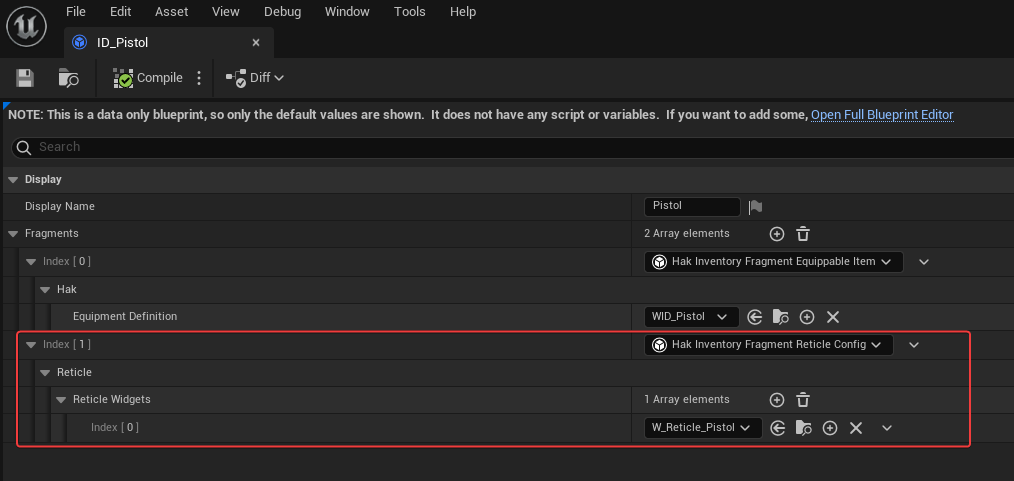 File Edit Asset View Debug Window Tools Help
ID_Pistol
Compile Diff
NOTE: This is a data only blueprint, so only the default values are shown. It does not have any script or variables. If you want to add some, Open Full Blueprint Editor
Search
Display
Display Name Pistol
Fragments 2 Array elements
Index [ 0 ] Hak Inventory Fragment Equippable Item
Hak
Equipment Definition WID_Pistol
Index [ 1 ] Hak Inventory Fragment Reticle Config
Reticle
Reticle Widgets 1 Array elements
Index [ 0 ] W_Reticle_Pistol